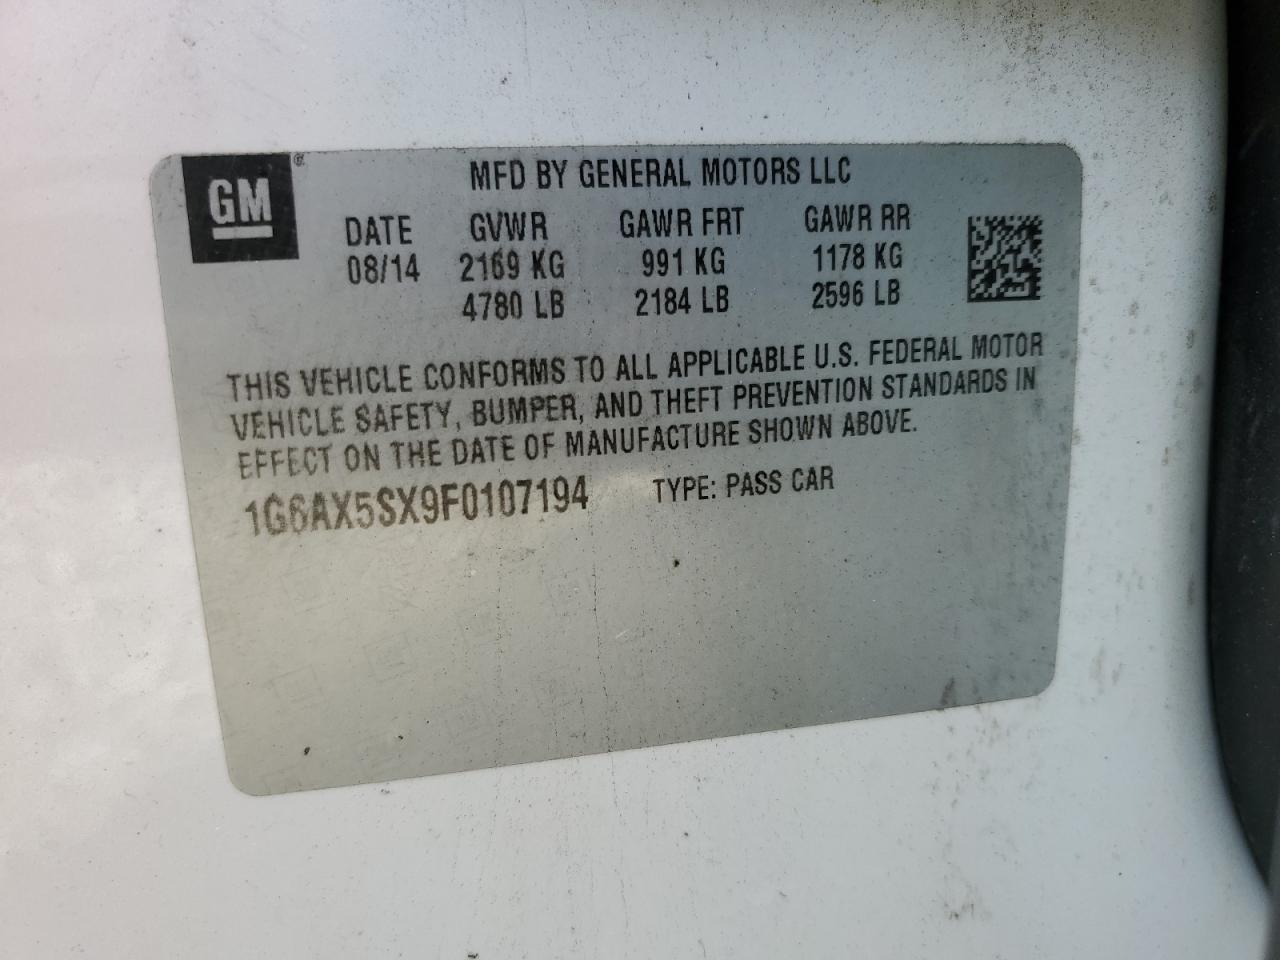 GM
MFD BY GENERAL MOTORS LLC
DATE GVWR GAWR FRT GAWR RR
08/14 2169 KG 991 KG 1178 KG
4780 LB 2184 LB 2596 LB
THIS VEHICLE CONFORMS TO ALL APPLICABLE U.S. FEDERAL MOTOR
VEHICLE SAFETY, BUMPER, AND THEFT PREVENTION STANDARDS IN
EFFECT ON THE DATE OF MANUFACTURE SHOWN ABOVE.
1G6AX5SX9F0107194 TYPE: PASS CAR